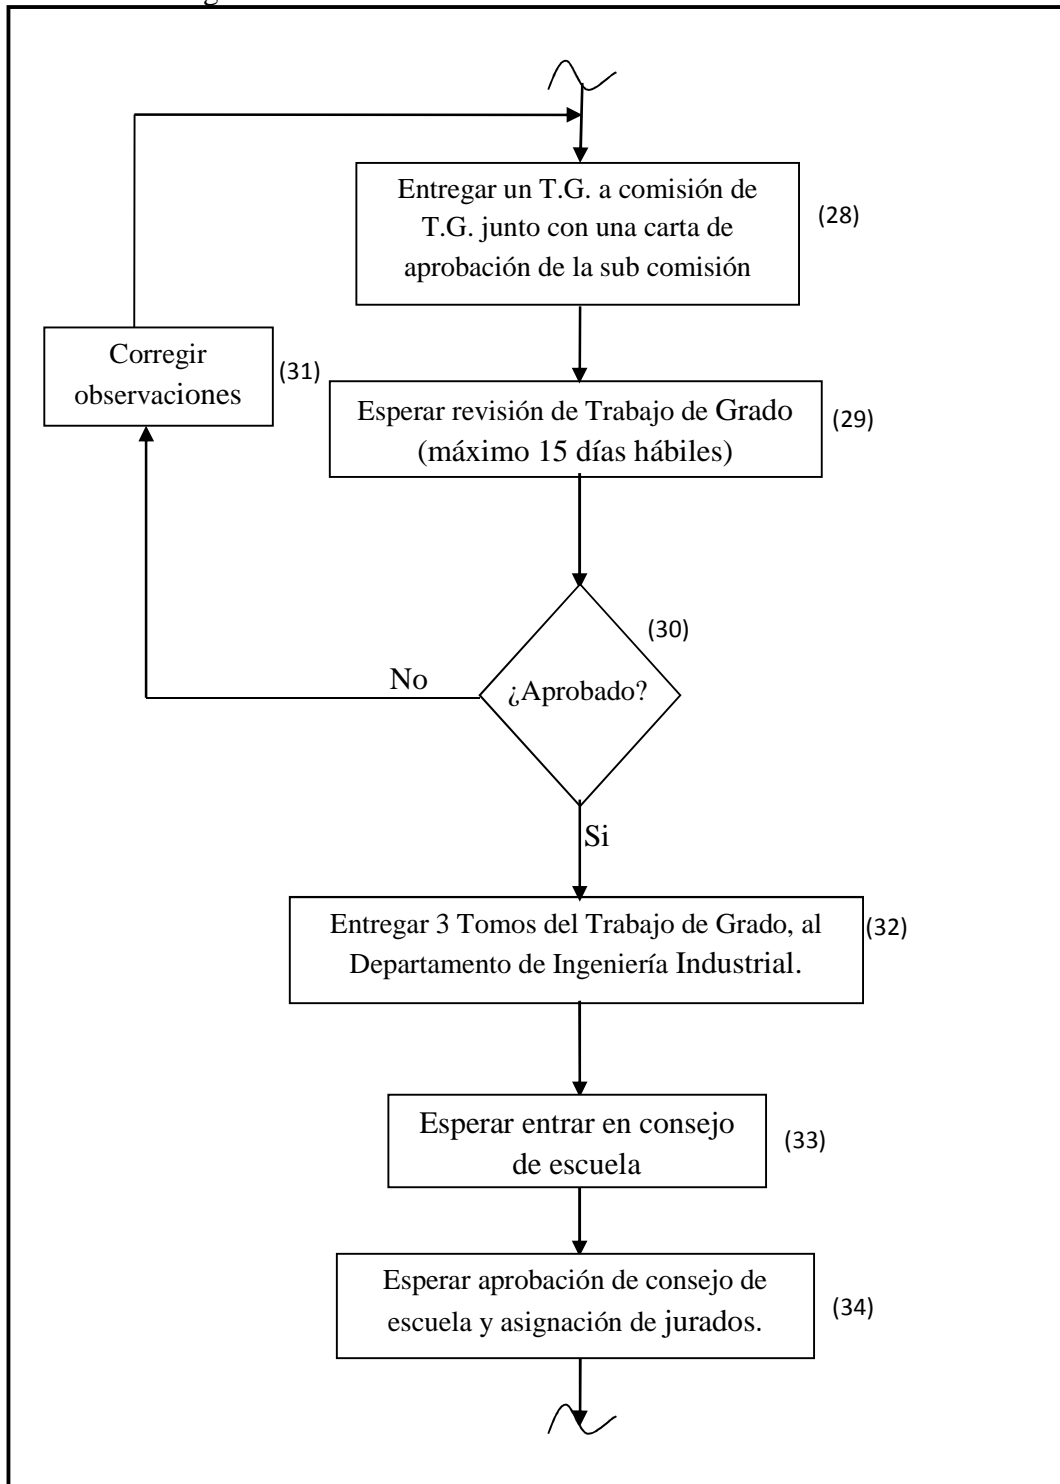 Entregar un T.G. a comisión de
T.G. junto con una carta de
aprobación de la sub comisión
(28)
Corregir
observaciones
(31)
Esperar revisión de Trabajo de Grado
(máximo 15 días hábiles)
(29)
(30)
¿Aprobado?
No
Si
Entregar 3 Tomos del Trabajo de Grado, al
Departamento de Ingeniería Industrial.
(32)
Esperar entrar en consejo
de escuela
(33)
Esperar aprobación de consejo de
escuela y asignación de jurados.
(34)